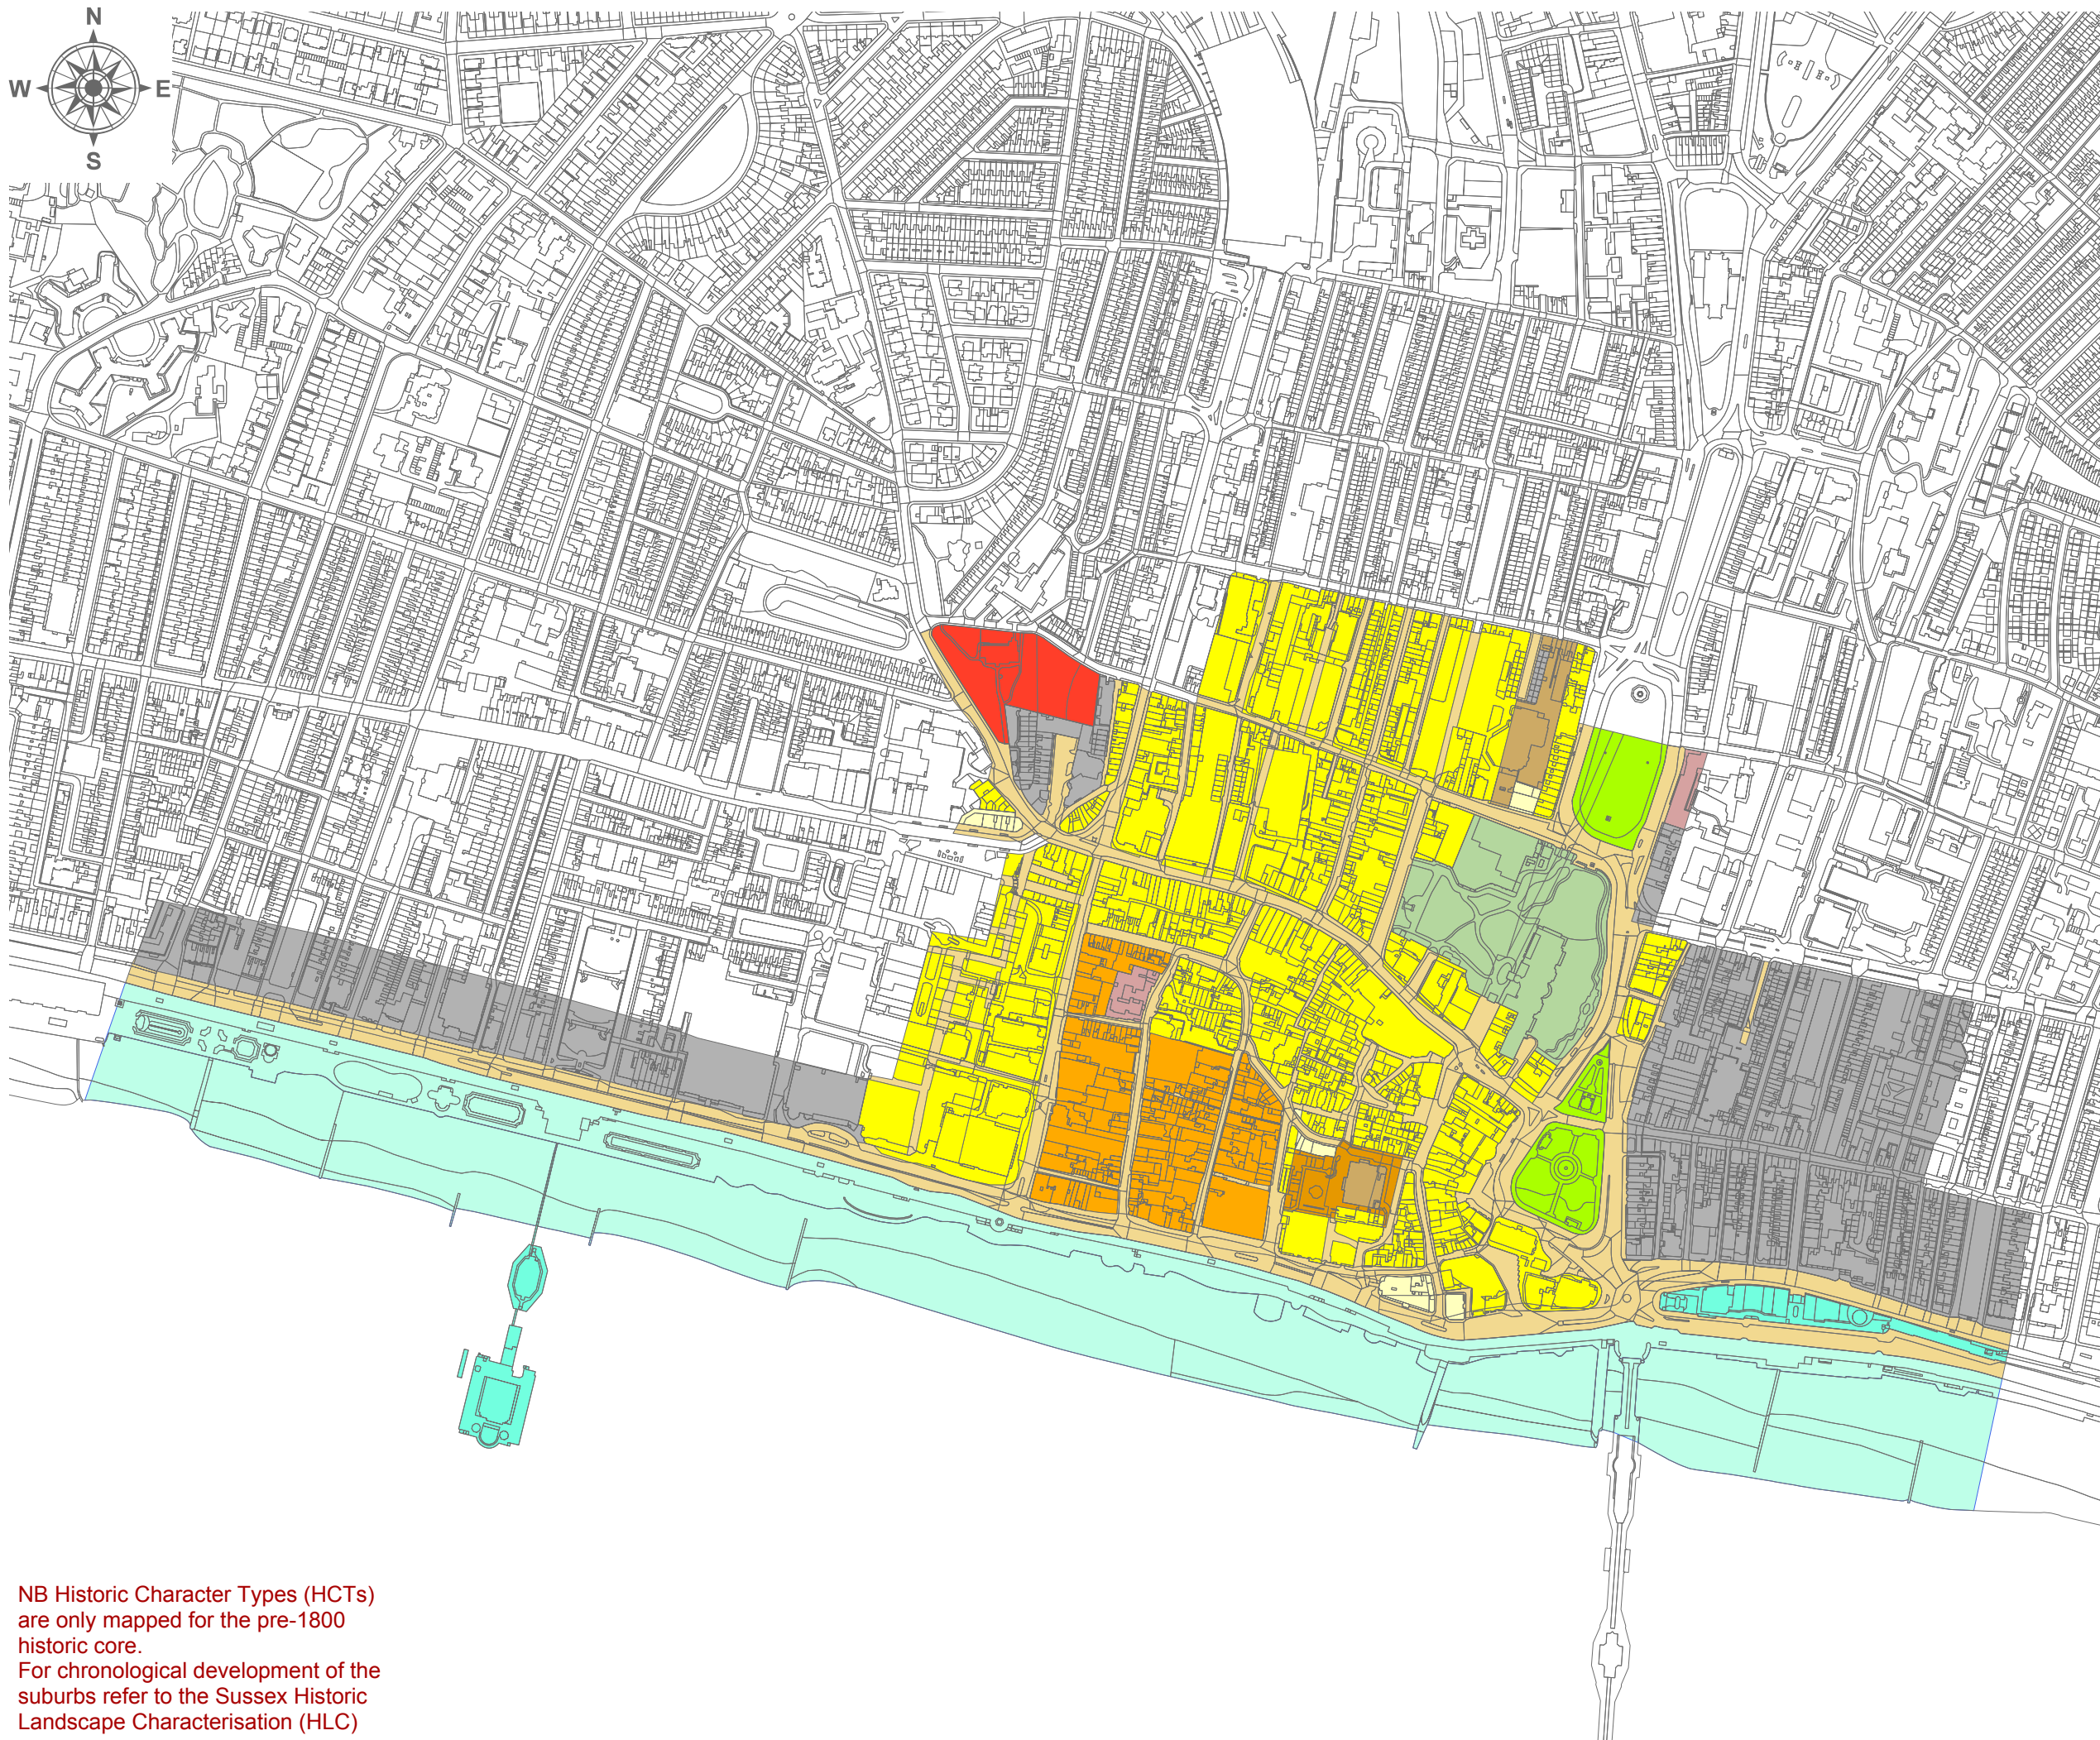 N
W E
S
NB Historic Character Types (HCTs)
are only mapped for the pre-1800
historic core.
For chronological development of the
suburbs refer to the Sussex Historic
Landscape Characterisation (HLC)